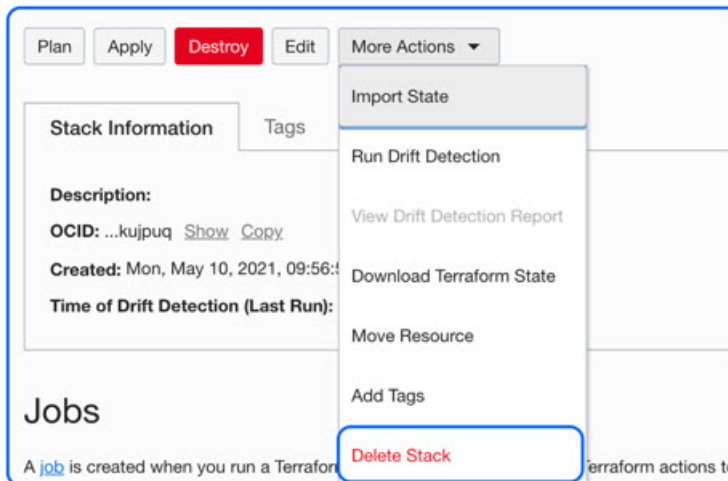 Plan Apply Destroy Edit More Actions
Import State
Stack Information Tags
Run Drift Detection
Description:
View Drift Detection Report
OCID: ...kujpuq Show Copy
Created: Mon, May 10, 2021, 09:56:
Download Terraform State
Time of Drift Detection (Last Run):
Move Resource
Add Tags
Jobs
Delete Stack
A job is created when you run a Terraform actions to